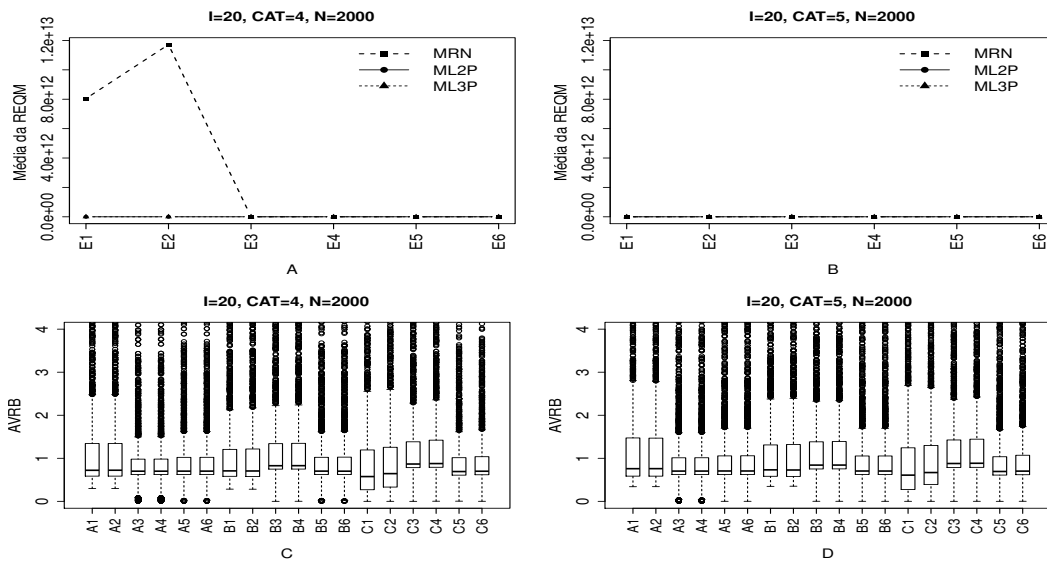 I=20, CAT=4, N=2000
Média da REQM
0.0e+00 4.0e+12 8.0e+12 1.2e+13
MRN
ML2P
ML3P
E1 E2 E3 E4 E5 E6
A
I=20, CAT=5, N=2000
Média da REQM
0.0e+00 4.0e+12 8.0e+12 1.2e+13
MRN
ML2P
ML3P
E1 E2 E3 E4 E5 E6
B
I=20, CAT=4, N=2000
AVRB
0 1 2 3 4
A1 A2 A3 A4 A5 A6 B1 B2 B3 B4 B5 B6 C1 C2 C3 C4 C5 C6
C
I=20, CAT=5, N=2000
AVRB
0 1 2 3 4
A1 A2 A3 A4 A5 A6 B1 B2 B3 B4 B5 B6 C1 C2 C3 C4 C5 C6
D